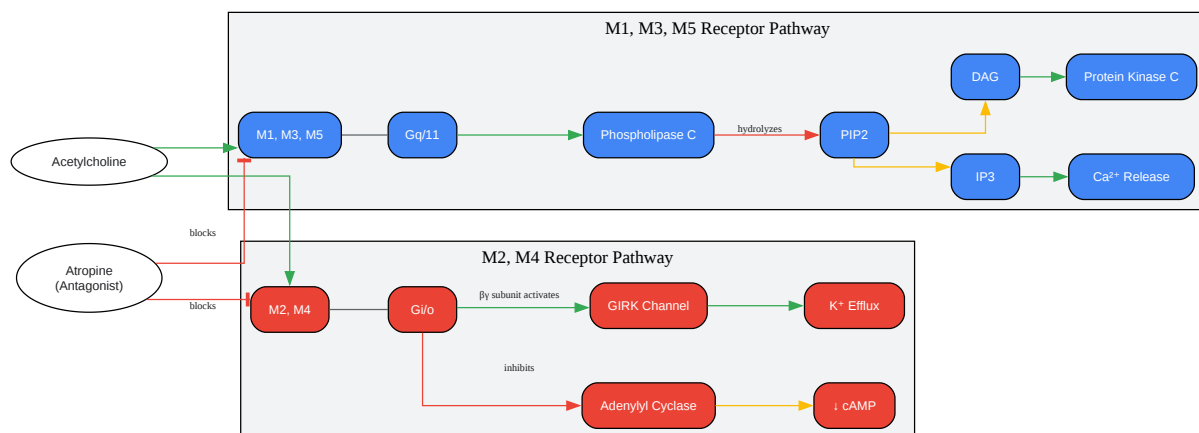 M1, M3, M5 Receptor Pathway
DAG
Protein Kinase C
M1, M3, M5
Gq/11
Phospholipase C
hydrolyzes
PIP2
Acetylcholine
IP3
Ca²⁺ Release
blocks
M2, M4 Receptor Pathway
Atropine
(Antagonist)
blocks
M2, M4
Gi/o
βγ subunit activates
GIRK Channel
K⁺ Efflux
inhibits
Adenylyl Cyclase
↓ cAMP